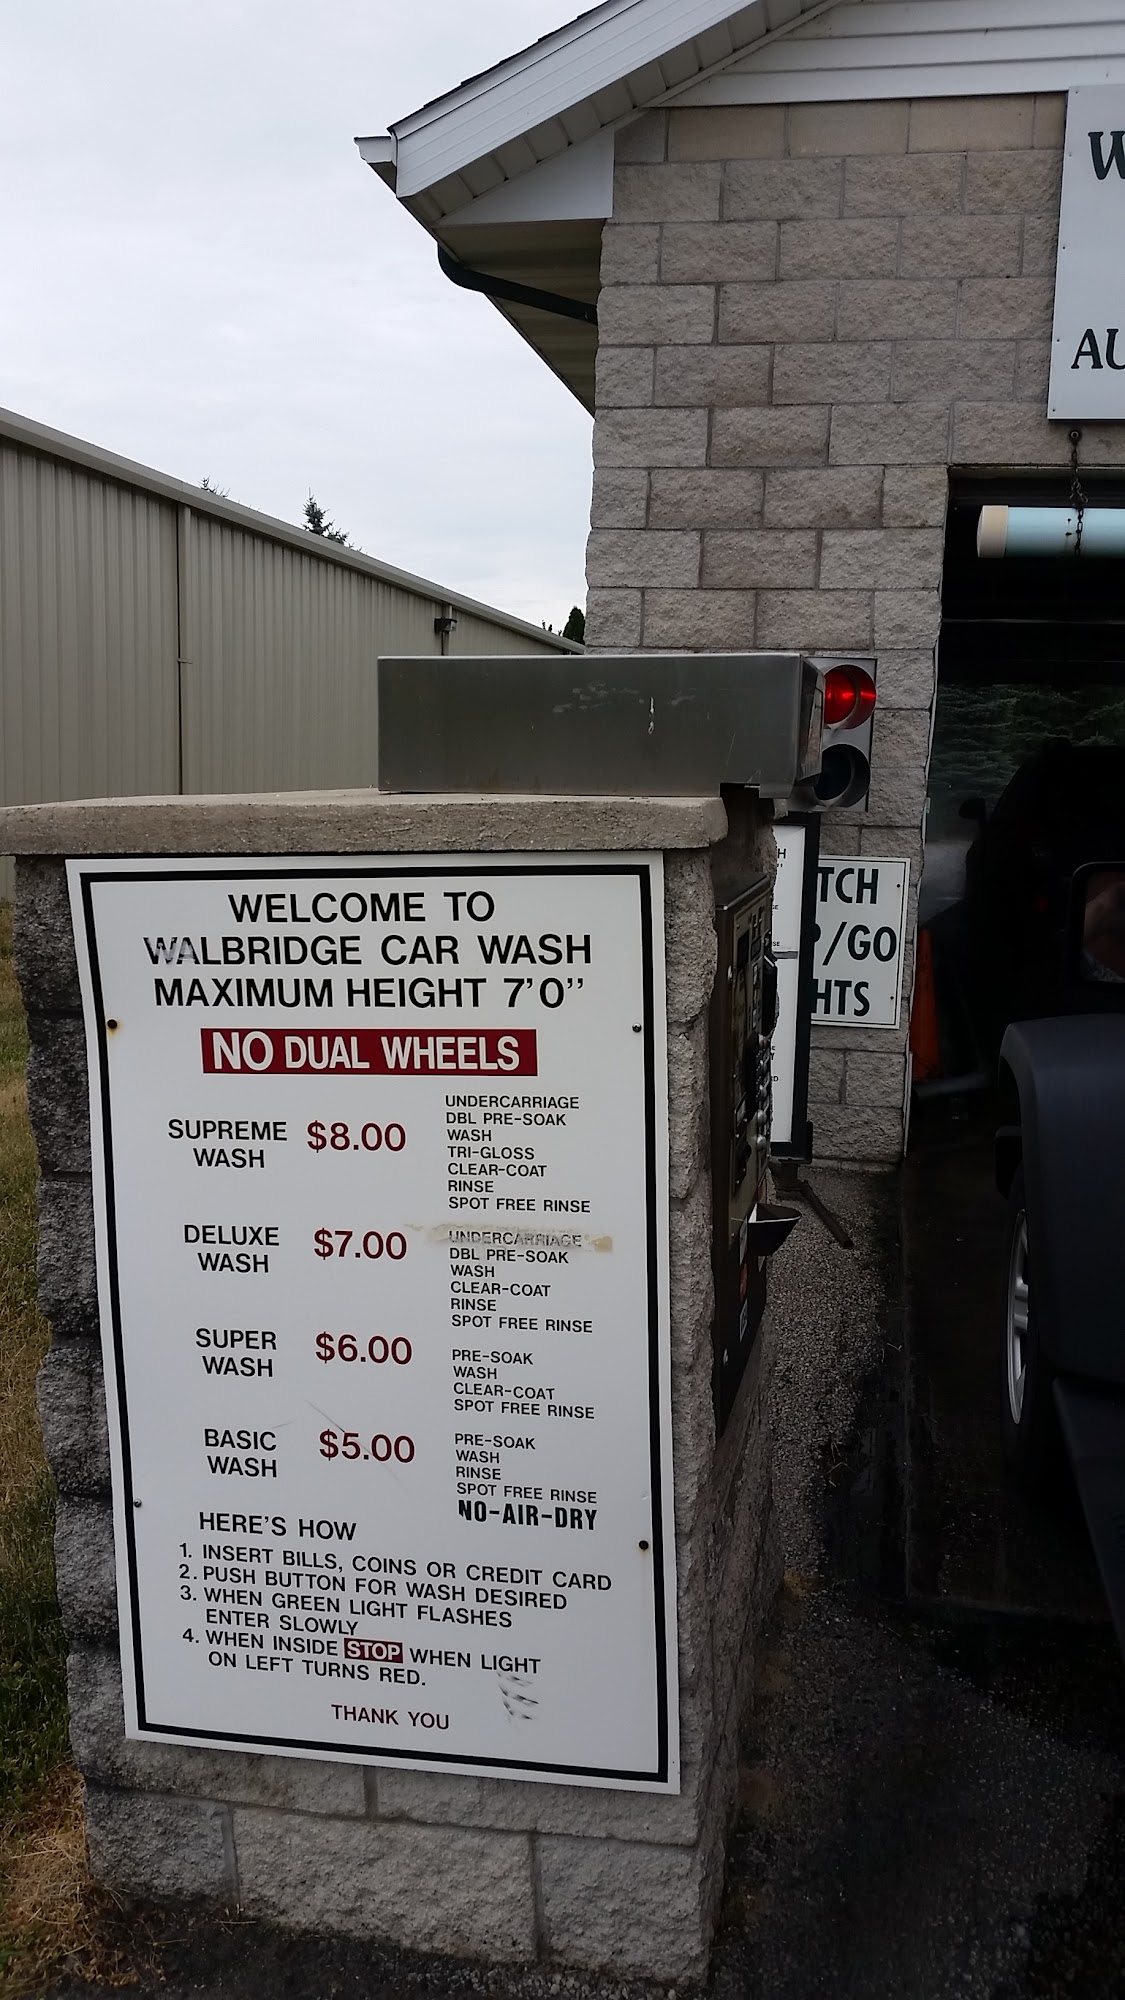 W
AU
WELCOME TO
WALBRIDGE CAR WASH
MAXIMUM HEIGHT 7'0"
NO DUAL WHEELS
SUPREME WASH $8.00
UNDERCARRIAGE
DBL PRE-SOAK
WASH
TRI-GLOSS
CLEAR-COAT
RINSE
SPOT FREE RINSE
DELUXE WASH $7.00
UNDERCARRIAGE
DBL PRE-SOAK
WASH
CLEAR-COAT
RINSE
SPOT FREE RINSE
SUPER WASH $6.00
PRE-SOAK
WASH
CLEAR-COAT
SPOT FREE RINSE
BASIC WASH $5.00
PRE-SOAK
WASH
RINSE
SPOT FREE RINSE
NO-AIR-DRY
HERE'S HOW
1. INSERT BILLS, COINS OR CREDIT CARD
2. PUSH BUTTON FOR WASH DESIRED
3. WHEN GREEN LIGHT FLASHES
ENTER SLOWLY
4. WHEN INSIDE STOP WHEN LIGHT
ON LEFT TURNS RED.
THANK YOU
TCH
P/GO
HTS